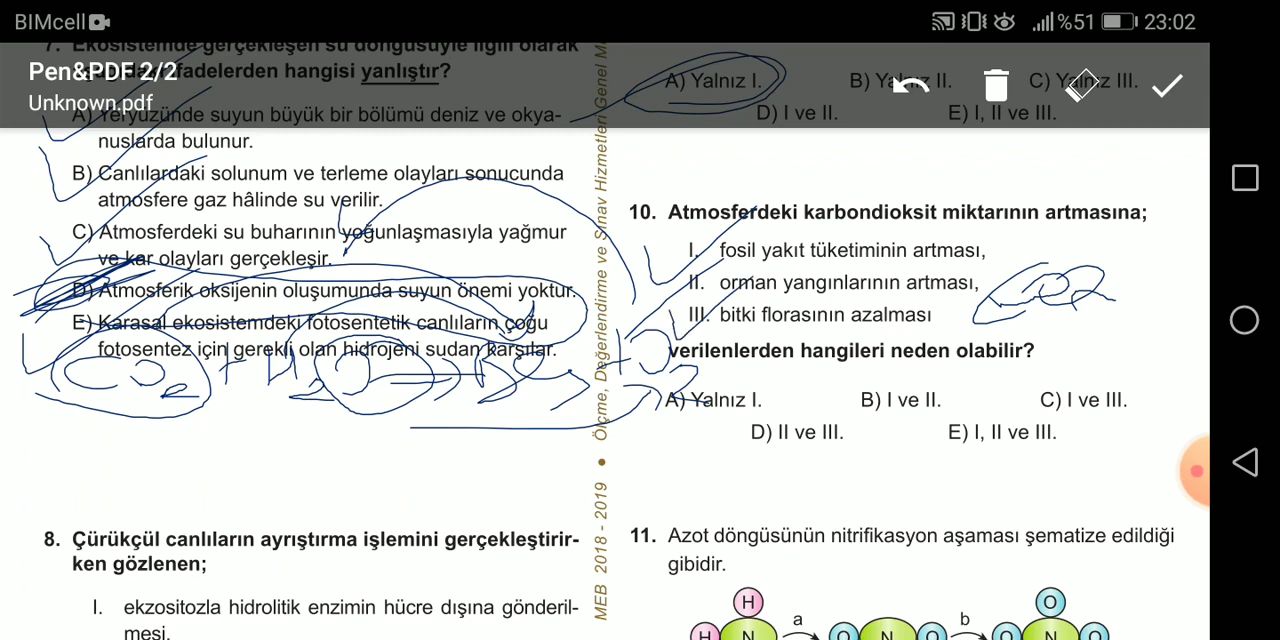 BIMcell
%51 23:02
7. Ekosistemde gerçekleşen su döngüsüyle ilgili olarak
ifadelerden hangisi yanlıştır?
Pen&PDF 2/2
Unknown.pdf
A) Yeryüzünde suyun büyük bir bölümü deniz ve okya-
nuslarda bulunur.
B) Canlılardaki solunum ve terleme olayları sonucunda
atmosfere gaz hâlinde su verilir.
C) Atmosferdeki su buharının yoğunlaşmasıyla yağmur
ve kar olayları gerçekleşir.
D) Atmosferik oksijenin oluşumunda suyun önemi yoktur.
E) Karasal ekosistemdeki fotosentetik canlıların çoğu
fotosentez için gerekli olan hidrojeni sudan karşılar.
CO2 + H2O → Be + O2
8. Çürükçül canlıların ayrıştırma işlemini gerçekleştirir-
ken gözlenen;
I. ekzositozla hidrolitik enzimin hücre dışına gönderil-
mesi,
MEB 2018 - 2019 • Ölçme, Değerlendirme ve Sınav Hizmetleri Genel M
A) Yalnız I. B) Yalnız II. C) Yalnız III.
D) I ve II. E) I, II ve III.
10. Atmosferdeki karbondioksit miktarının artmasına;
I. fosil yakıt tüketiminin artması,
II. orman yangınlarının artması,
III. bitki florasının azalması
CO2
verilenlerden hangileri neden olabilir?
A) Yalnız I. B) I ve II. C) I ve III.
D) II ve III. E) I, II ve III.
11. Azot döngüsünün nitrifikasyon aşaması şematize edildiği
gibidir.
H a b O
H N O N O O N O